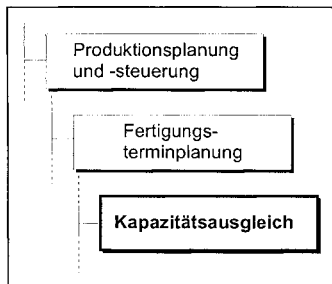 Produktionsplanung
und -steuerung
Fertigungs-
terminplanung
Kapazitätsausgleich